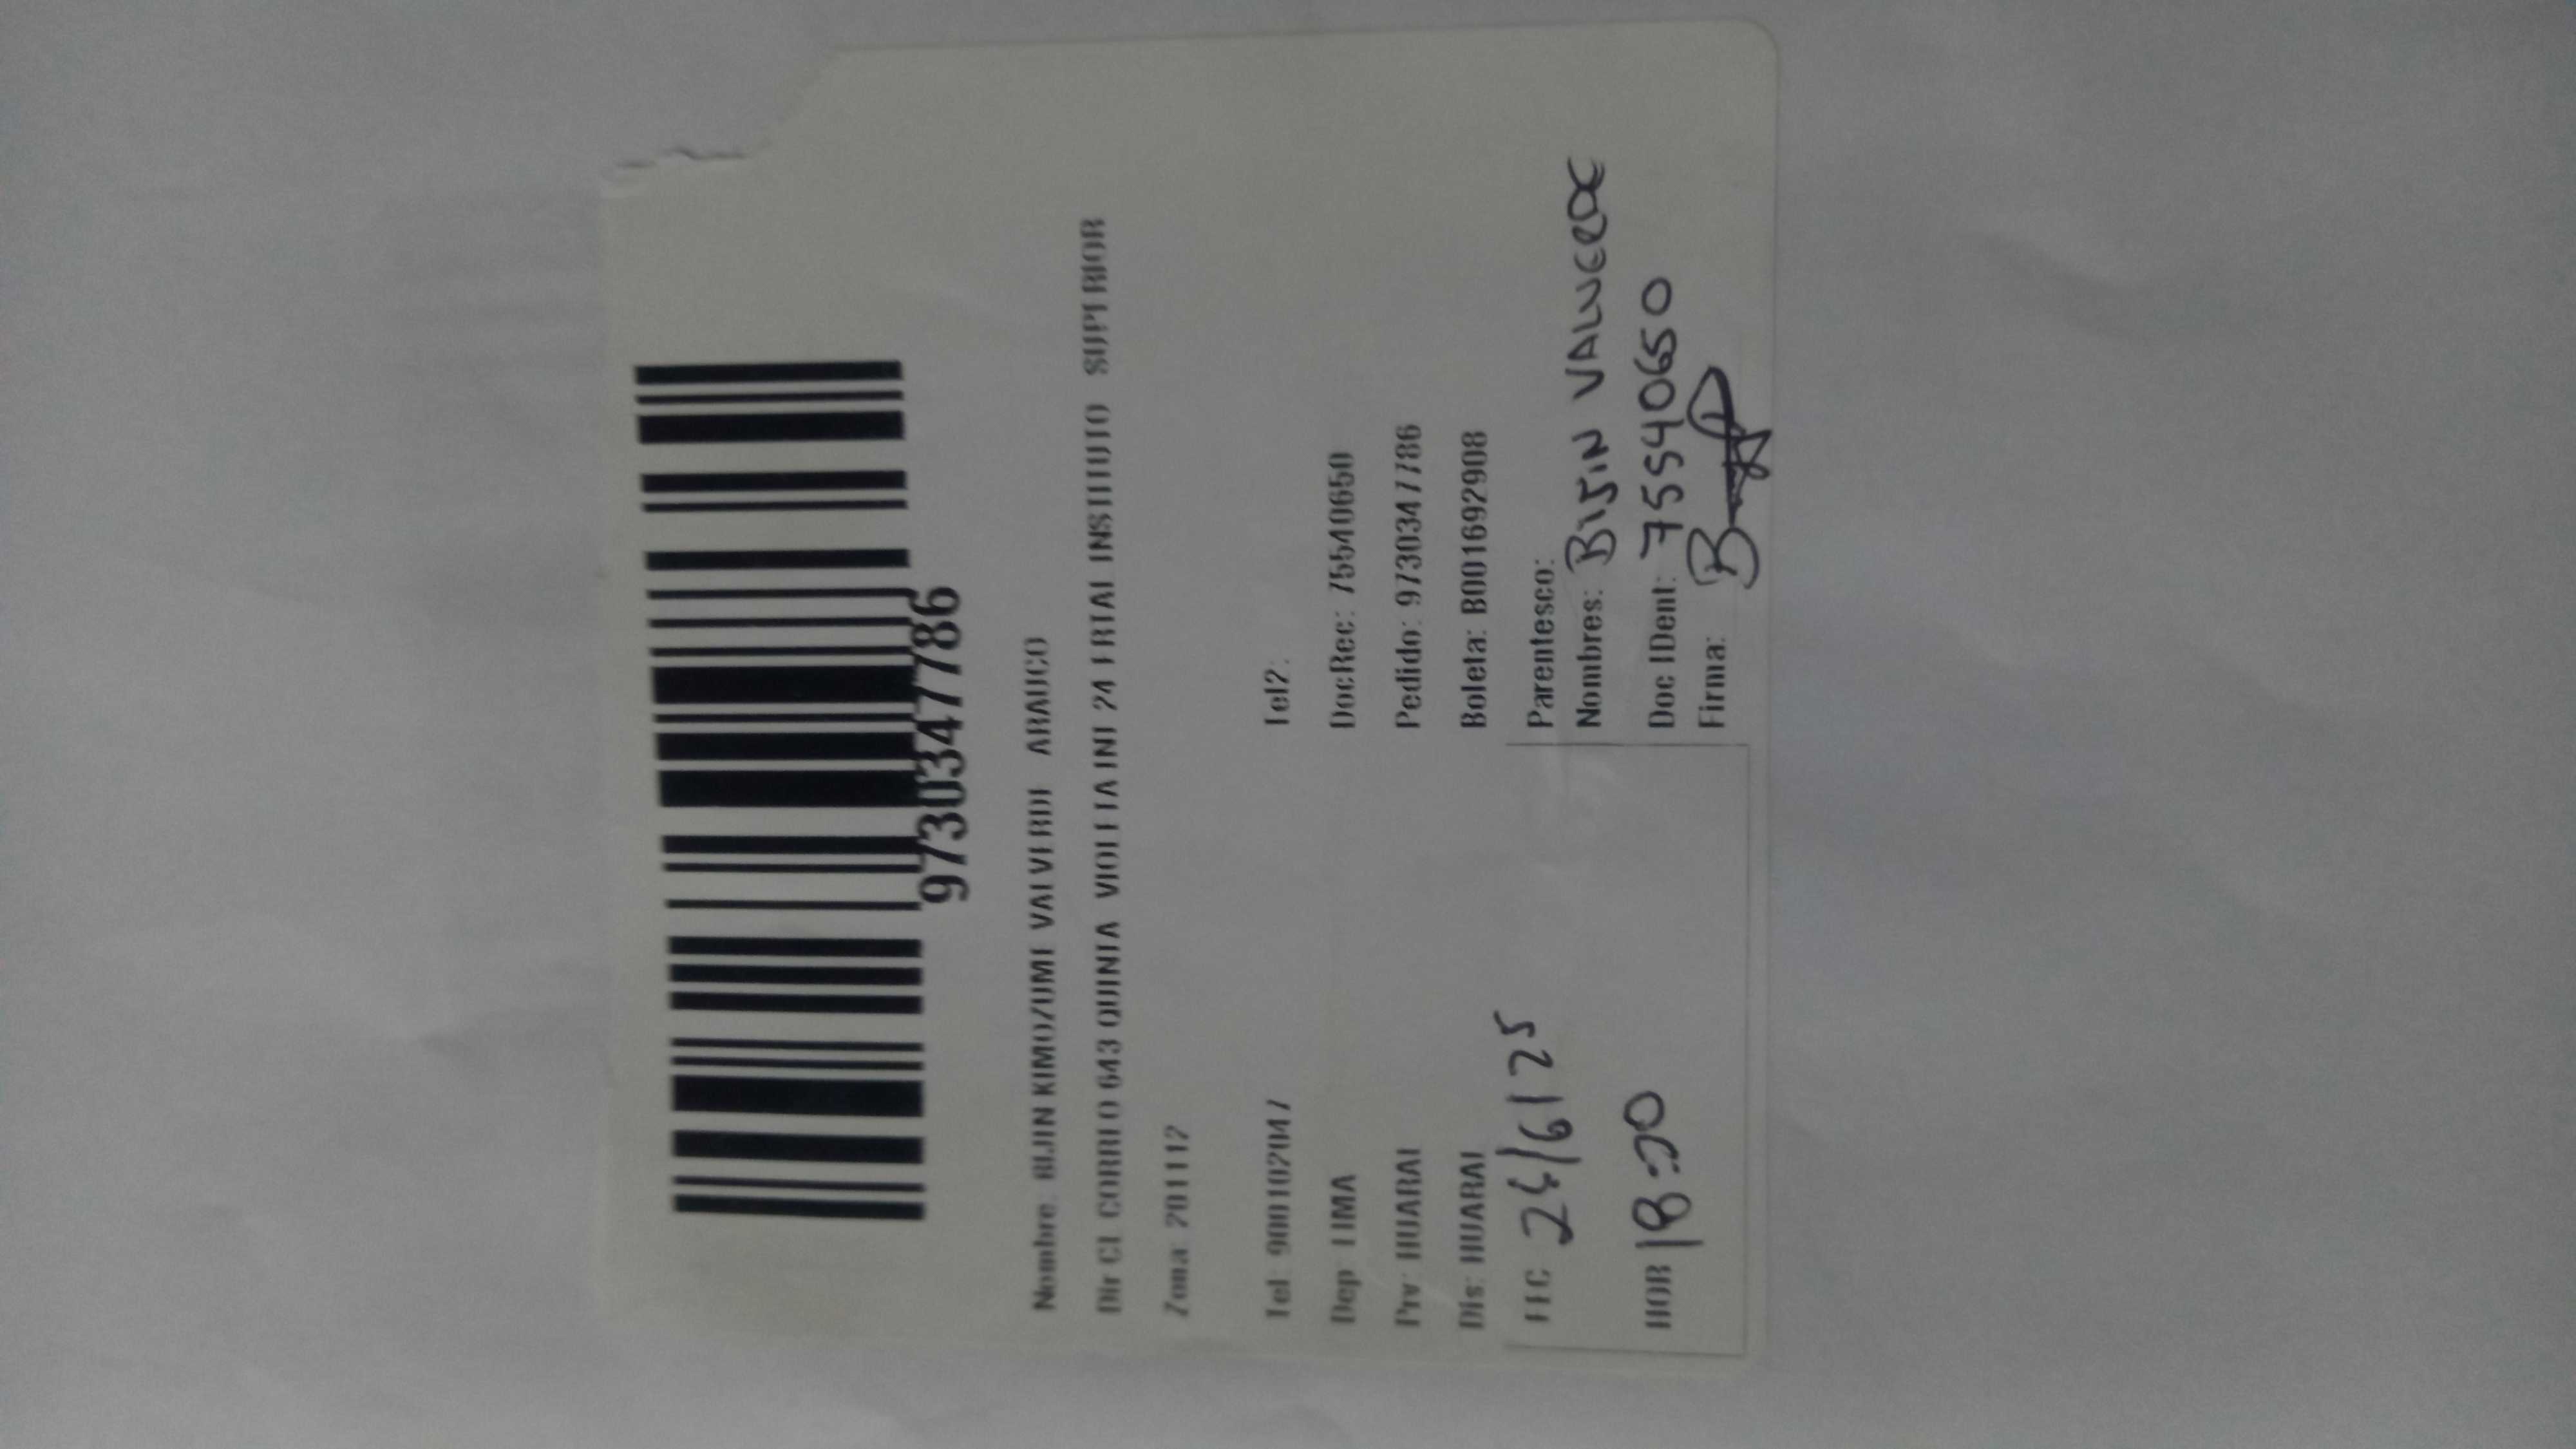 9730347786
Nombre: BIJIN KIMOZUMI VALVERDE ARAUCO
Dir CL CORREO 643 QUINTA VIOLETA INT 24 FRTAL INSTITUTO SUPERIOR
Zona: 201112
Tel: 900102047 Tel2:
Dep: LIMA DocRec: 75540650
Prv: HUARAL Pedido: 9730347786
Dis: HUARAL Boleta: B001692908
FEC 24/6/25 Parentesco:
Nombres: BIJIN VALVERDE
HOR 18:30 Doc IDent: 75540650
Firma: